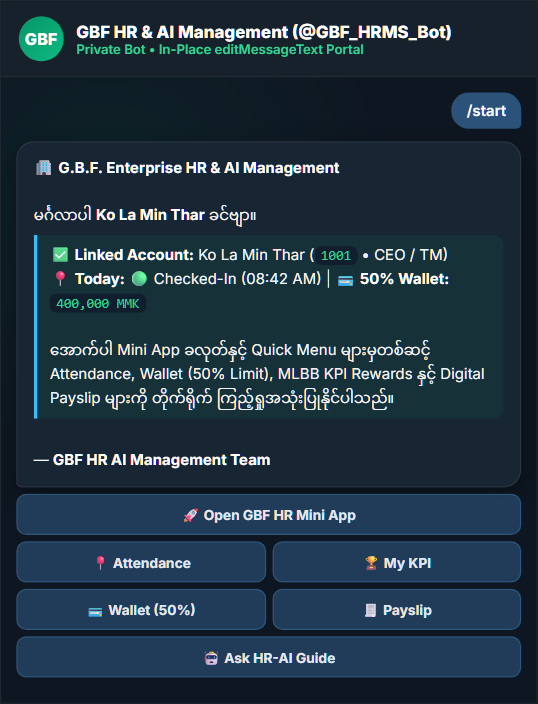 GBF
GBF HR & AI Management (@GBF_HRMS_Bot)
Private Bot • In-Place editMessageText Portal
/start
🏢 G.B.F. Enterprise HR & AI Management
မင်္ဂလာပါ Ko La Min Thar ခင်ဗျာ။
✅ Linked Account: Ko La Min Thar ( 1001 • CEO / TM)
📍 Today: 🟢 Checked-In (08:42 AM) | 💳 50% Wallet:
400,000 MMK
အောက်ပါ Mini App ခလုတ်နှင့် Quick Menu များမှတစ်ဆင့်
Attendance, Wallet (50% Limit), MLBB KPI Rewards နှင့် Digital
Payslip များကို တိုက်ရိုက် ကြည့်ရှုအသုံးပြုနိုင်ပါသည်။
— GBF HR AI Management Team
🚀 Open GBF HR Mini App
📍 Attendance
🏆 My KPI
💳 Wallet (50%)
🧾 Payslip
🤖 Ask HR-AI Guide